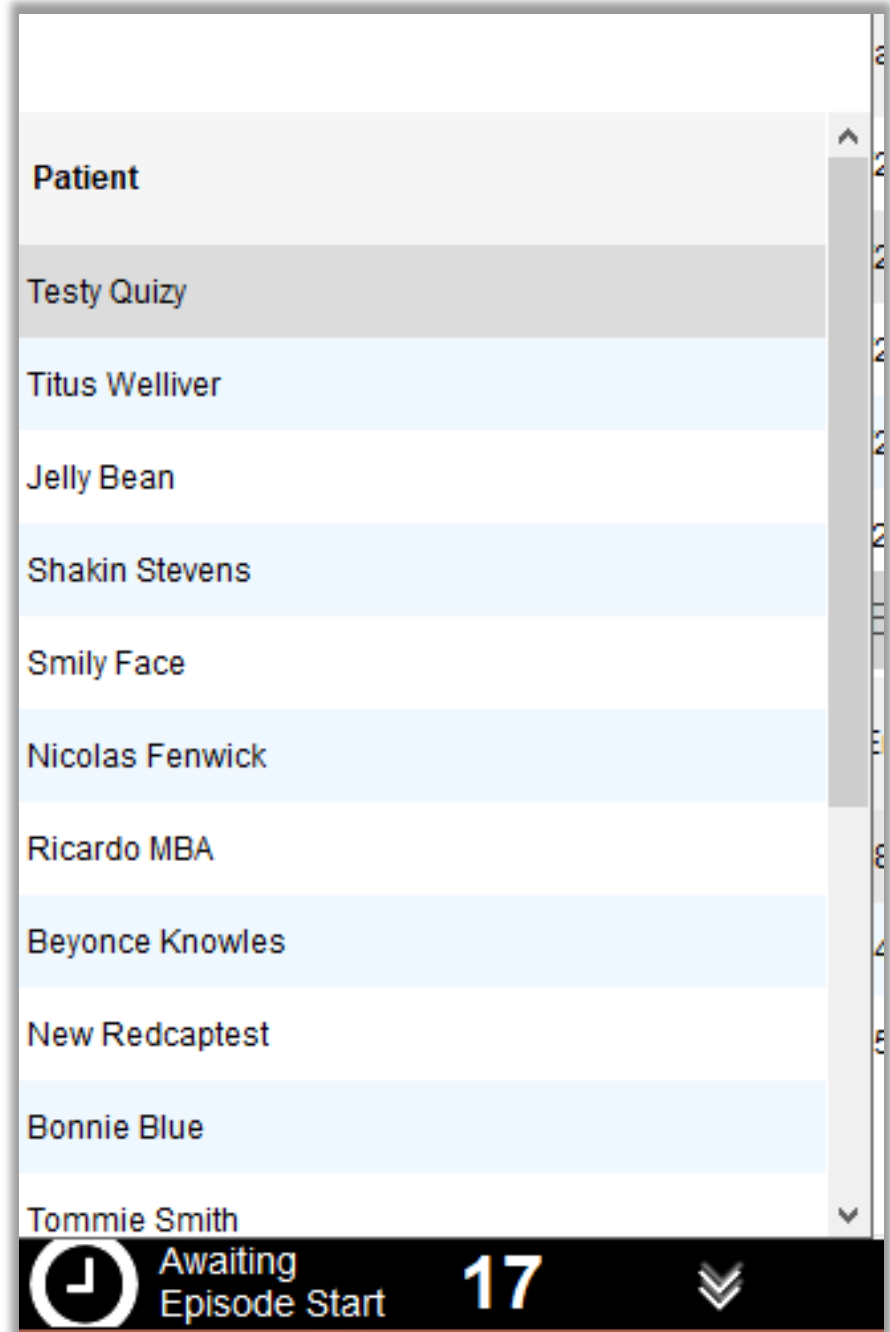 Patient
Testy Quizy
Titus Welliver
Jelly Bean
Shakin Stevens
Smily Face
Nicolas Fenwick
Ricardo MBA
Beyonce Knowles
New Redcaptest
Bonnie Blue
Tommie Smith
Awaiting
Episode Start
17